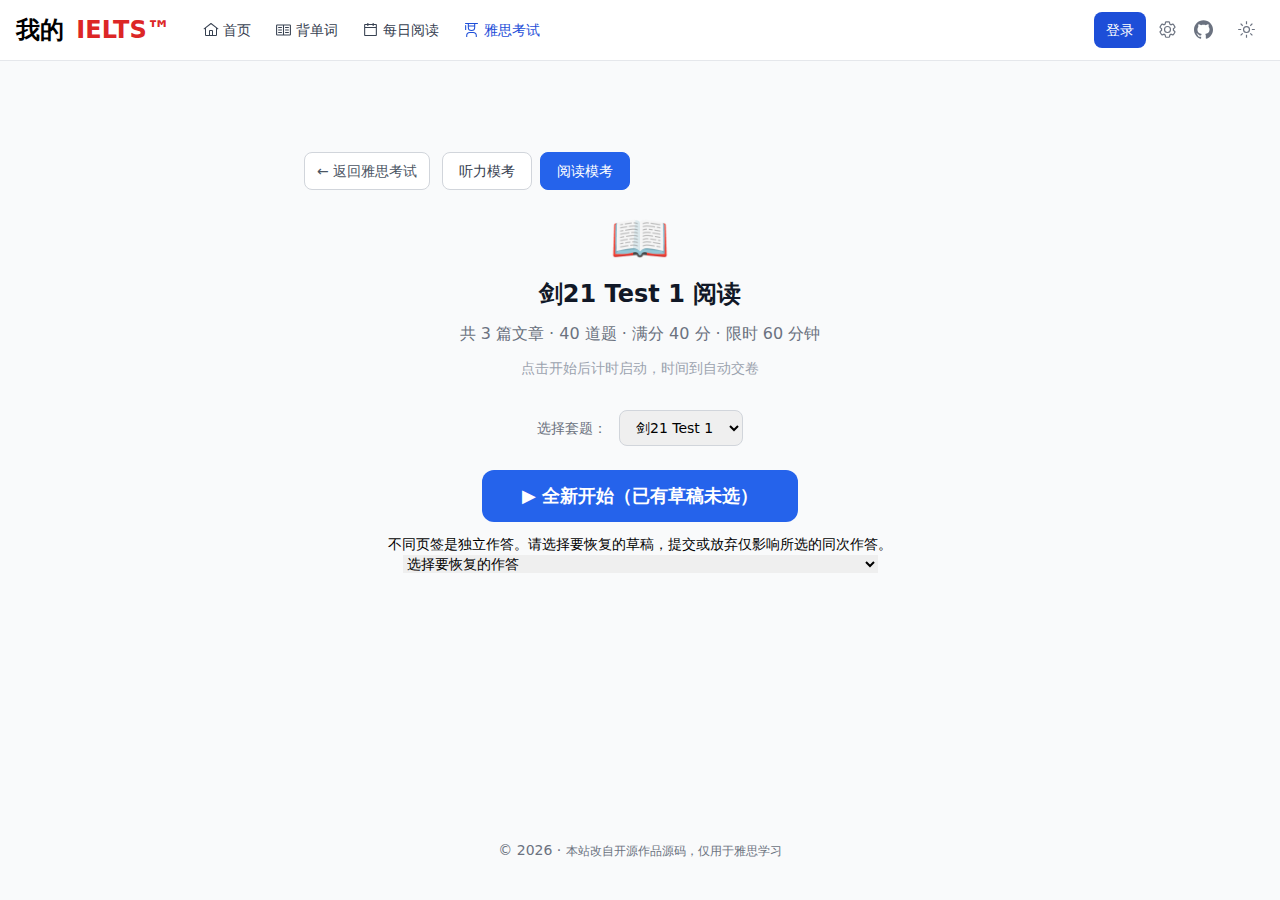 我的 IELTS™ 首页 背单词 每日阅读 雅思考试 登录
← 返回雅思考试 听力模考 阅读模考
剑21 Test 1 阅读
共 3 篇文章 · 40 道题 · 满分 40 分 · 限时 60 分钟
点击开始后计时启动，时间到自动交卷
选择套题： 剑21 Test 1
▶ 全新开始（已有草稿未选）
不同页签是独立作答。请选择要恢复的草稿，提交或放弃仅影响所选的同次作答。
选择要恢复的作答
© 2026 · 本站改自开源作品源码，仅用于雅思学习